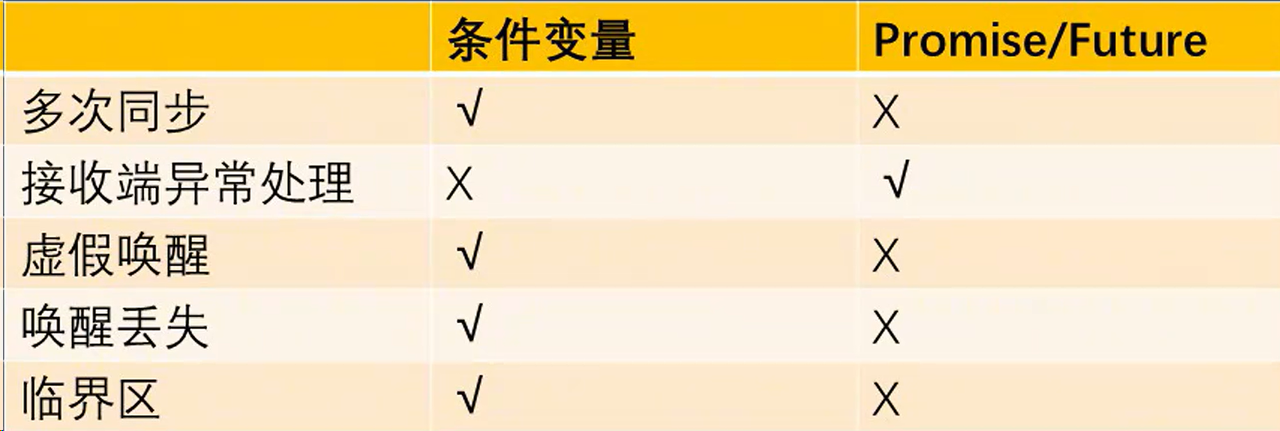 条件变量 Promise/Future
多次同步 √ X
接收端异常处理 X √
虚假唤醒 √ X
唤醒丢失 √ X
临界区 √ X